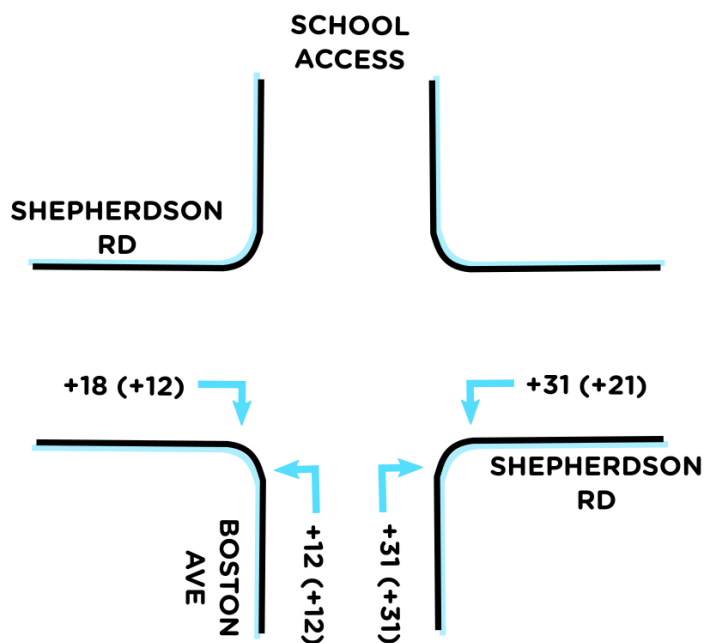 SCHOOL
ACCESS
SHEPHERDSON
RD
+18 (+12)
+31 (+21)
SHEPHERDSON
RD
BOSTON
AVE
+12 (+12)
+31 (+31)